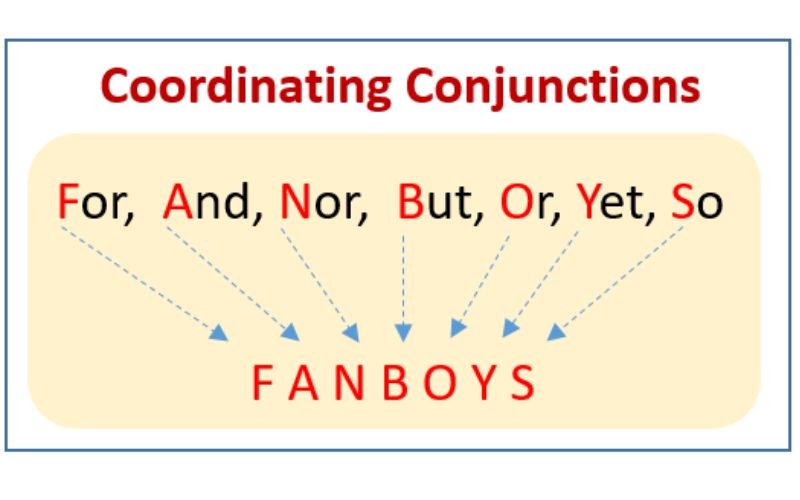 Coordinating Conjunctions
For, And, Nor, But, Or, Yet, So
F A N B O Y S